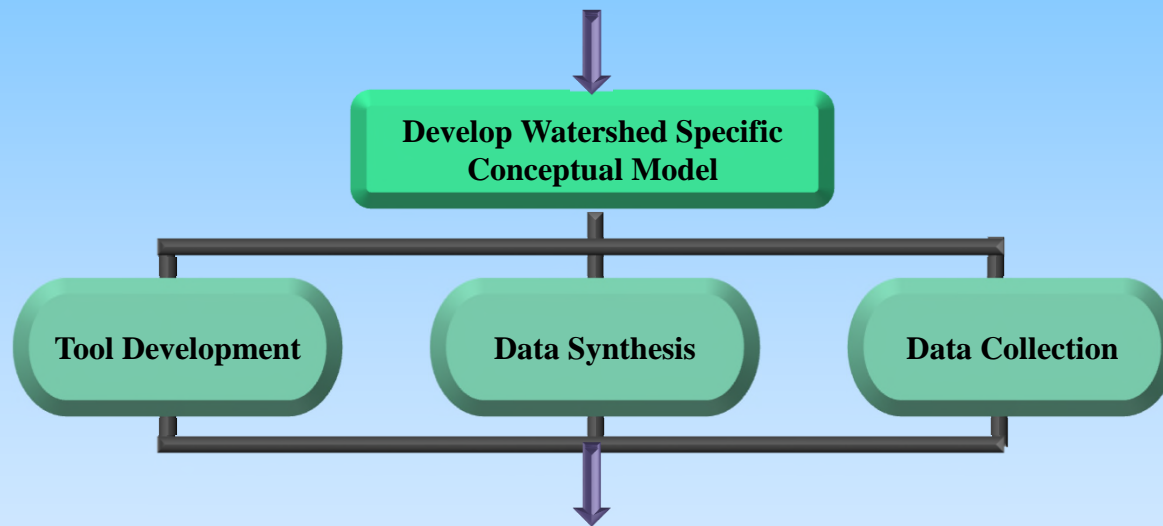 Develop Watershed Specific
Conceptual Model
Tool Development
Data Synthesis
Data Collection